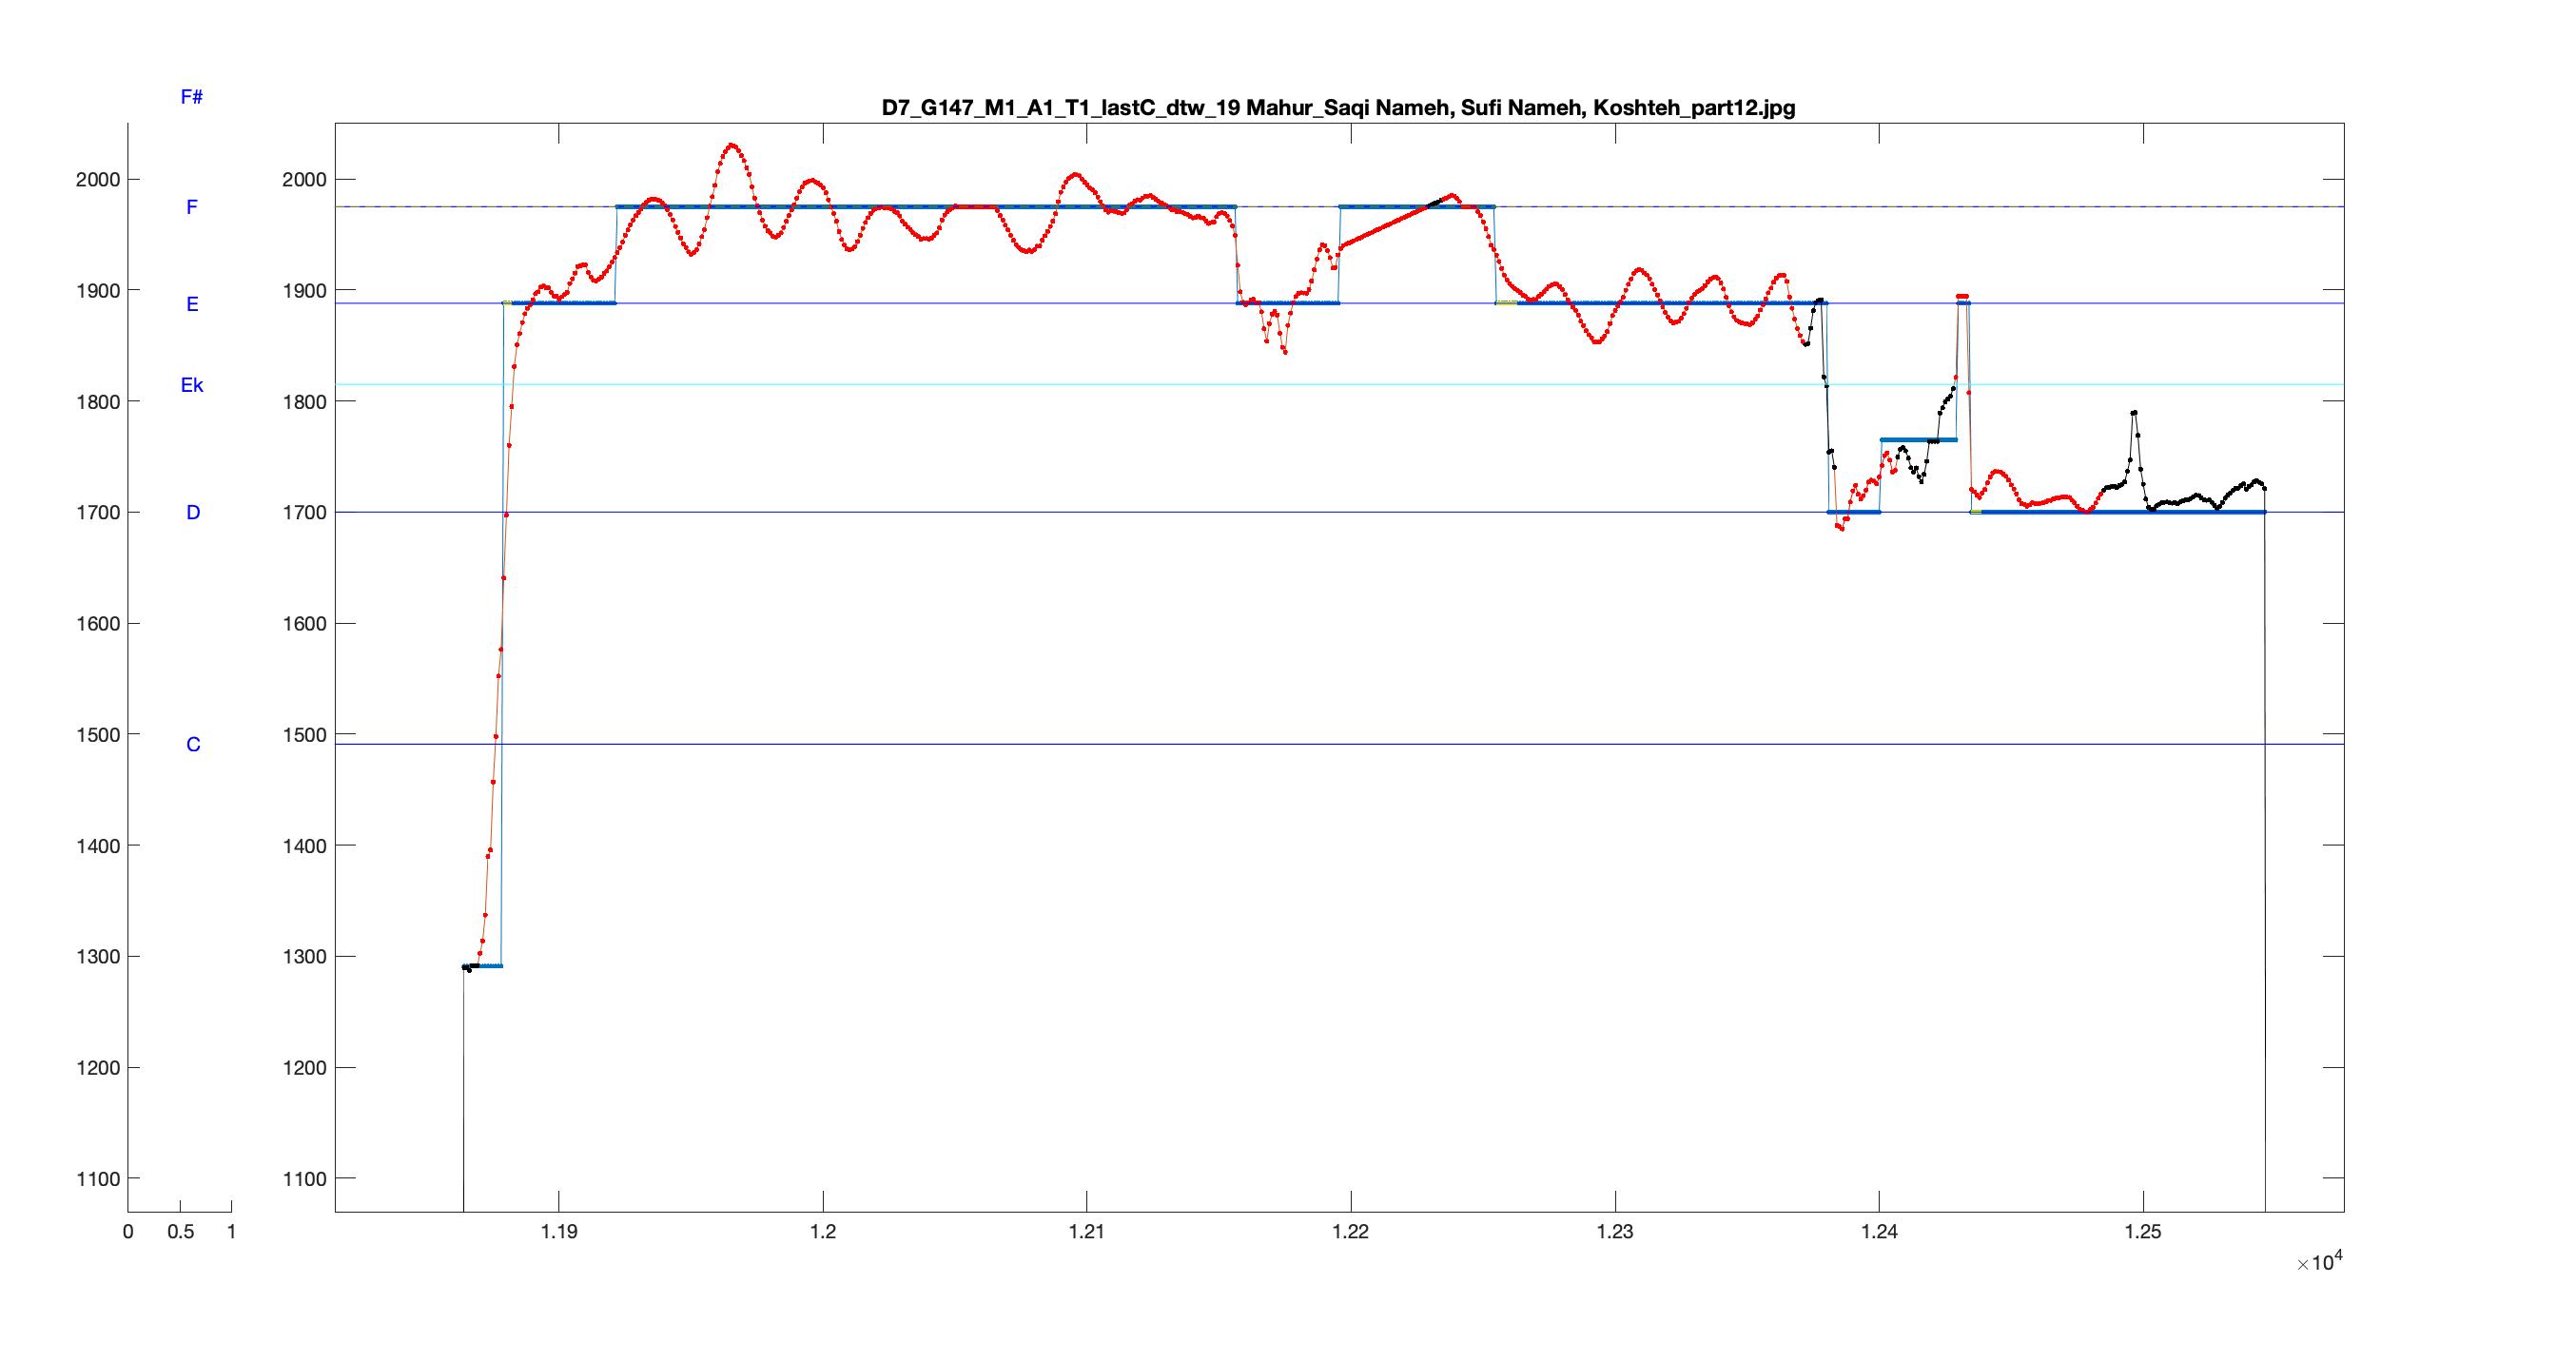 F#
D7_G147_M1_A1_T1_lastC_dtw_19 Mahur_Saqi Nameh, Sufi Nameh, Koshteh_part12.jpg
2000 F 2000
1900 E 1900
Ek
1800 1800
1700 D 1700
1600 1600
1500 C 1500
1400 1400
1300 1300
1200 1200
1100 1100
0 0.5 1 1.19 1.2 1.21 1.22 1.23 1.24 1.25
×10^4